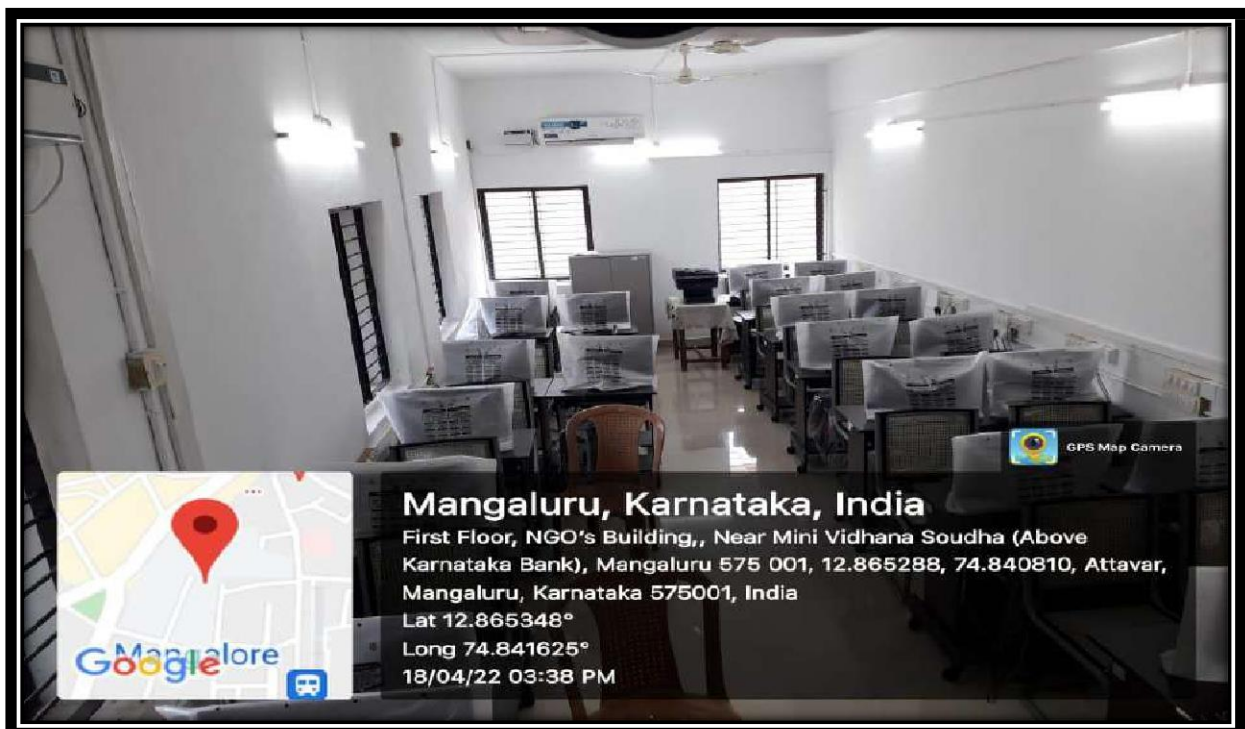 GPS Map Camera
Mangaluru, Karnataka, India
First Floor, NGO's Building,, Near Mini Vidhana Soudha (Above
Karnataka Bank), Mangaluru 575 001, 12.865288, 74.840810, Attavar,
Mangaluru, Karnataka 575001, India
Lat 12.865348°
Long 74.841625°
18/04/22 03:38 PM
Google